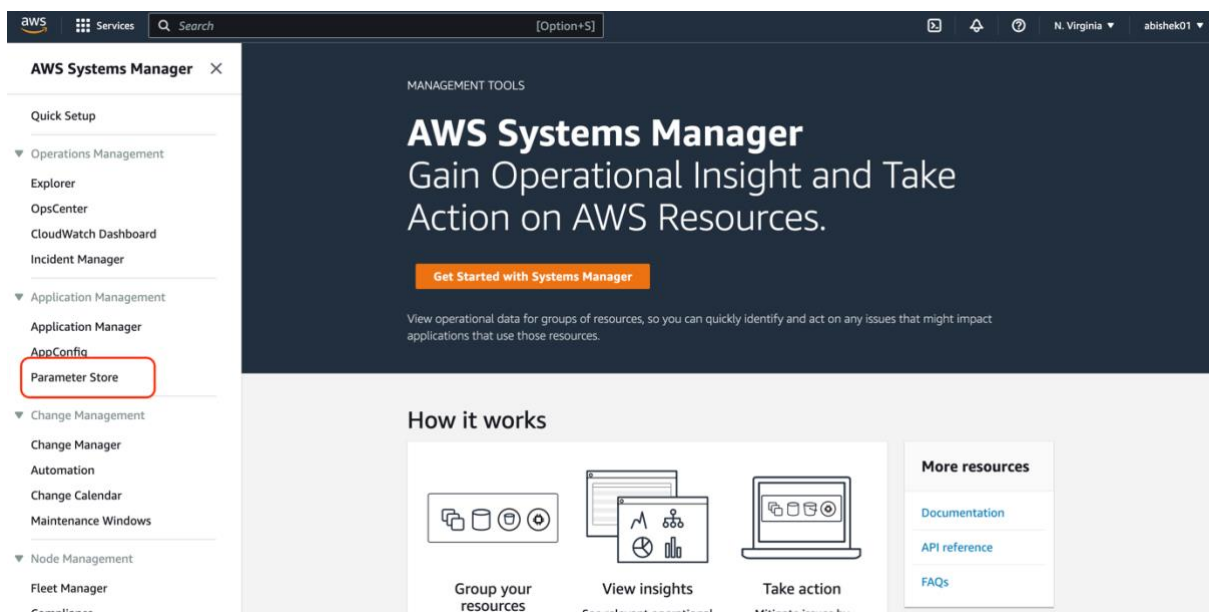 aws
Services
Search
[Option+S]
N. Virginia
abishek01
AWS Systems Manager
Quick Setup
Operations Management
Explorer
OpsCenter
CloudWatch Dashboard
Incident Manager
Application Management
Application Manager
AppConfig
Parameter Store
Change Management
Change Manager
Automation
Change Calendar
Maintenance Windows
Node Management
Fleet Manager
MANAGEMENT TOOLS
AWS Systems Manager
Gain Operational Insight and Take
Action on AWS Resources.
Get Started with Systems Manager
View operational data for groups of resources, so you can quickly identify and act on any issues that might impact
applications that use those resources.
How it works
Group your
resources
View insights
Take action
More resources
Documentation
API reference
FAQs